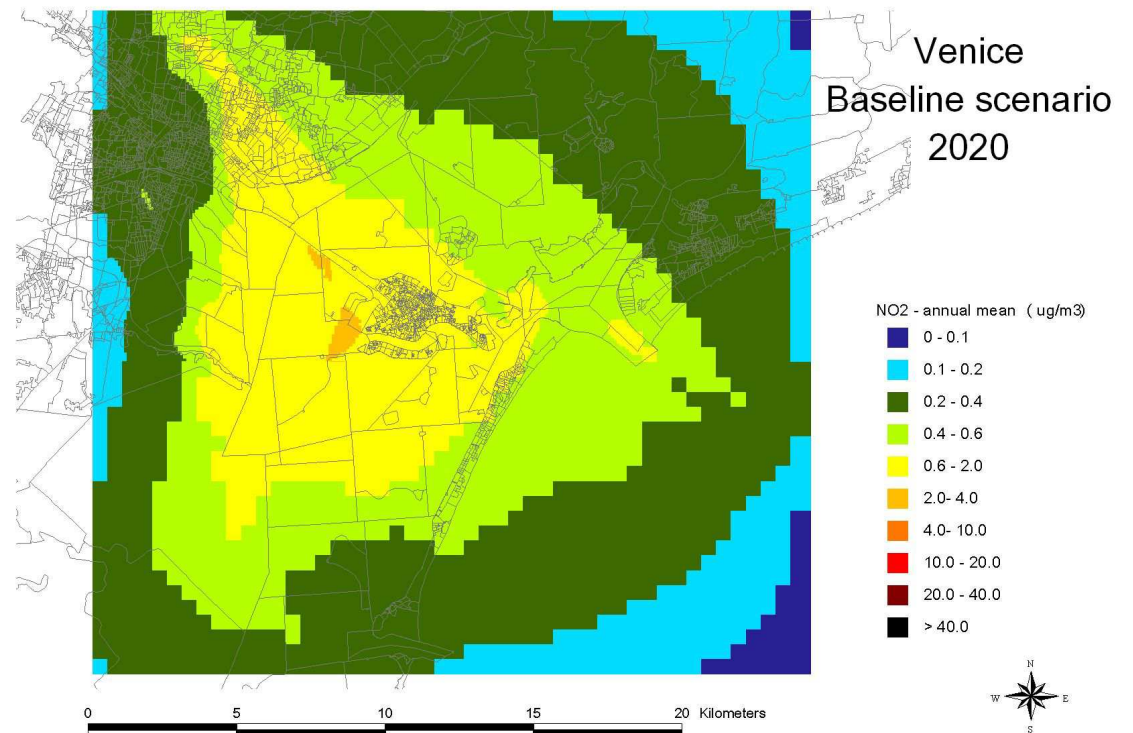 Venice
Baseline scenario
2020
NO2 - annual mean ( ug/m3)
0 - 0.1
0.1 - 0.2
0.2 - 0.4
0.4 - 0.6
0.6 - 2.0
2.0- 4.0
4.0- 10.0
10.0 - 20.0
20.0 - 40.0
> 40.0
N
W E
S
0 5 10 15 20 Kilometers